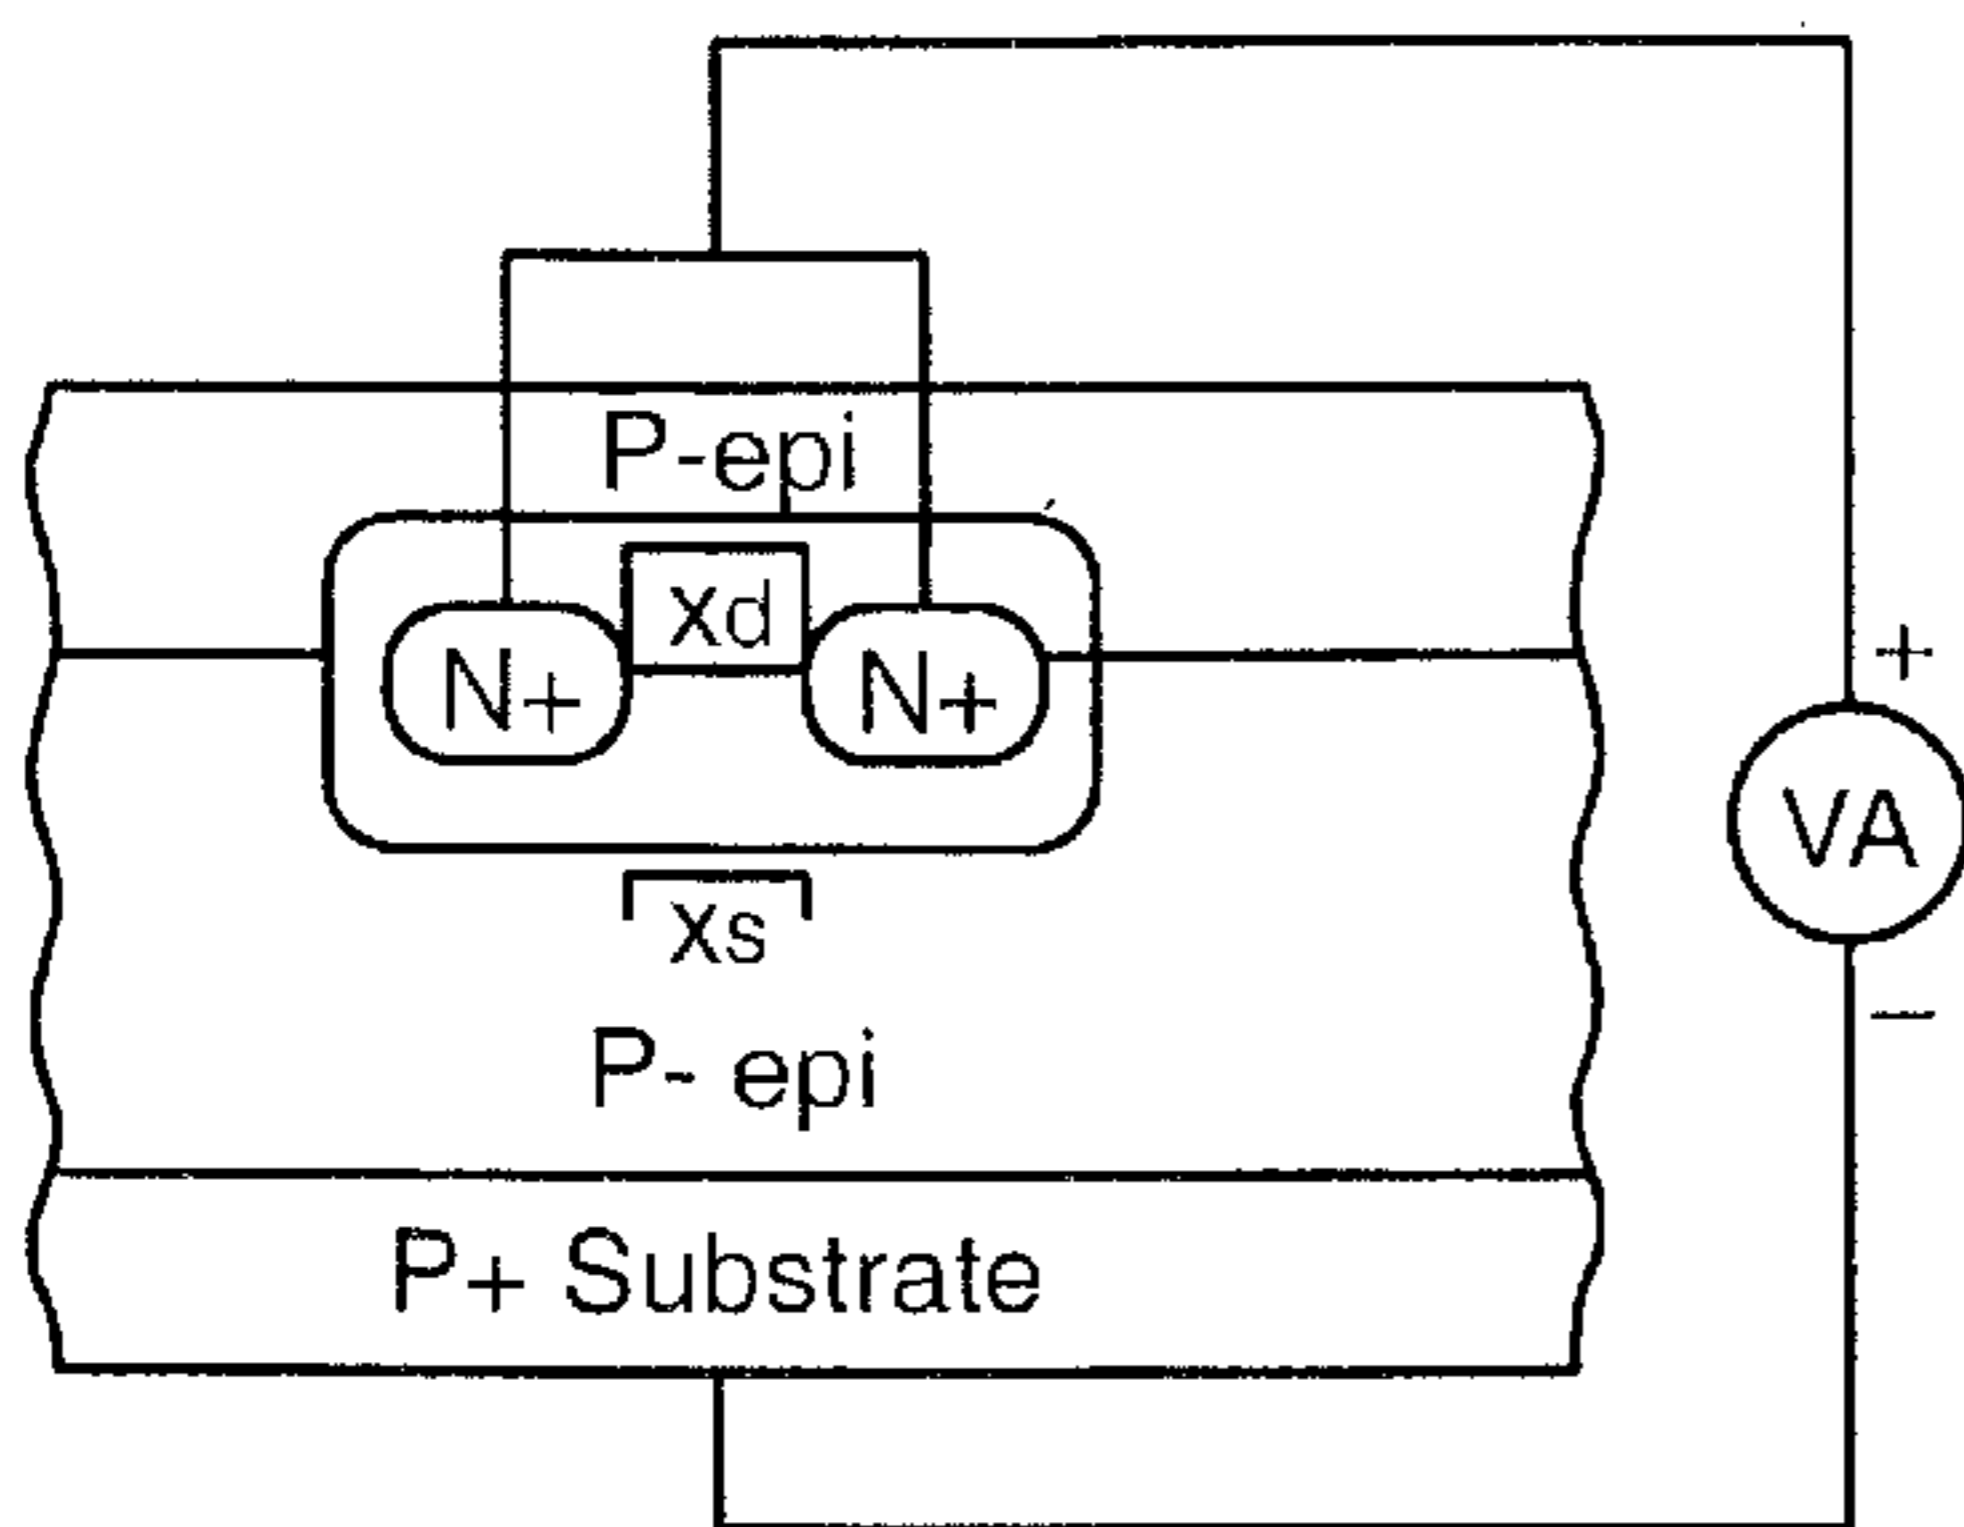 P-epi
xd
N+ N+
+
VA
xs
–
P- epi
P+ Substrate